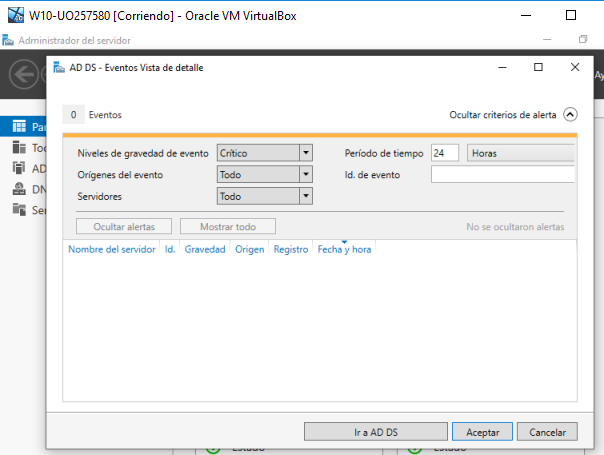 W10-UO257580 [Corriendo] - Oracle VM VirtualBox
Administrador del servidor
AD DS - Eventos Vista de detalle
Ay
0 Eventos Ocultar criterios de alerta
Niveles de gravedad de evento Crítico Período de tiempo 24 Horas
Orígenes del evento Todo Id. de evento
Servidores Todo
Ocultar alertas Mostrar todo No se ocultaron alertas
Nombre del servidor Id. Gravedad Origen Registro Fecha y hora
Pan
Tod
AD
DN
Ser
Ir a AD DS Aceptar Cancelar
Estado Estado